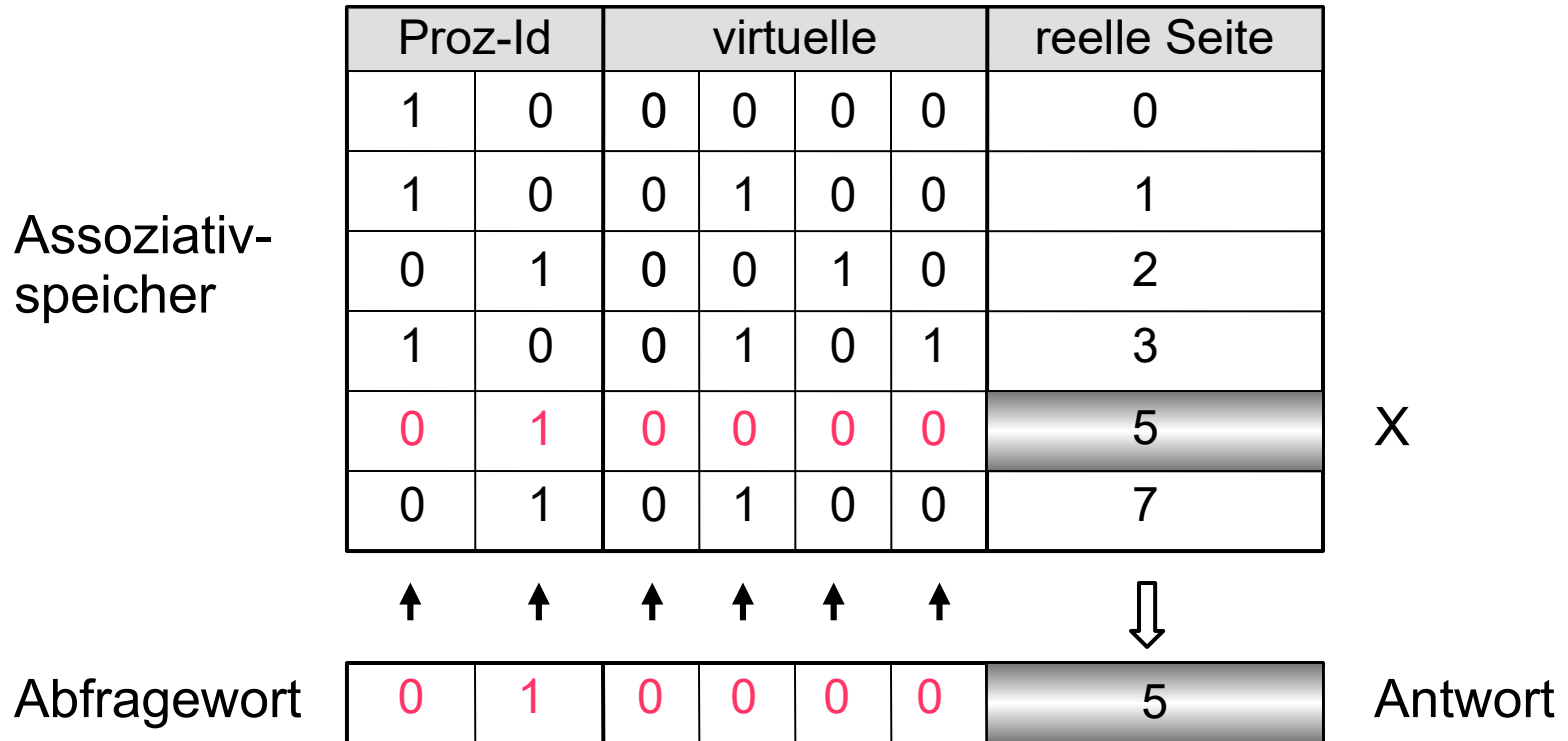 Proz-Id virtuelle reelle Seite
1 0 0 0 0 0 0
1 0 0 1 0 0 1
Assoziativ-
speicher
0 1 0 0 1 0 2
1 0 0 1 0 1 3
0 1 0 0 0 0 5 X
0 1 0 1 0 0 7
Abfragewort 0 1 0 0 0 0 5 Antwort